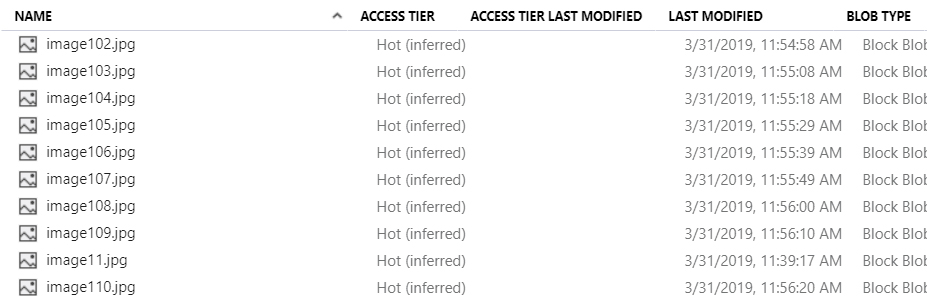 NAME ACCESS TIER ACCESS TIER LAST MODIFIED LAST MODIFIED BLOB TYPE
image102.jpg Hot (inferred) 3/31/2019, 11:54:58 AM Block Blob
image103.jpg Hot (inferred) 3/31/2019, 11:55:08 AM Block Blob
image104.jpg Hot (inferred) 3/31/2019, 11:55:18 AM Block Blob
image105.jpg Hot (inferred) 3/31/2019, 11:55:29 AM Block Blob
image106.jpg Hot (inferred) 3/31/2019, 11:55:39 AM Block Blob
image107.jpg Hot (inferred) 3/31/2019, 11:55:49 AM Block Blob
image108.jpg Hot (inferred) 3/31/2019, 11:56:00 AM Block Blob
image109.jpg Hot (inferred) 3/31/2019, 11:56:10 AM Block Blob
image11.jpg Hot (inferred) 3/31/2019, 11:39:17 AM Block Blob
image110.jpg Hot (inferred) 3/31/2019, 11:56:20 AM Block Blob